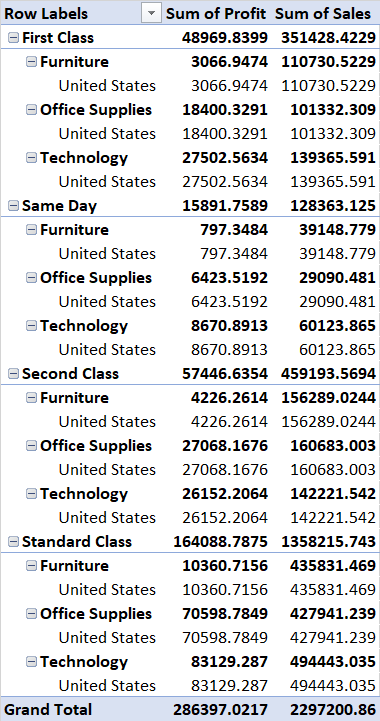 Row Labels Sum of Profit Sum of Sales
First Class 48969.8399 351428.4229
Furniture 3066.9474 110730.5229
United States 3066.9474 110730.5229
Office Supplies 18400.3291 101332.309
United States 18400.3291 101332.309
Technology 27502.5634 139365.591
United States 27502.5634 139365.591
Same Day 15891.7589 128363.125
Furniture 797.3484 39148.779
United States 797.3484 39148.779
Office Supplies 6423.5192 29090.481
United States 6423.5192 29090.481
Technology 8670.8913 60123.865
United States 8670.8913 60123.865
Second Class 57446.6354 459193.5694
Furniture 4226.2614 156289.0244
United States 4226.2614 156289.0244
Office Supplies 27068.1676 160683.003
United States 27068.1676 160683.003
Technology 26152.2064 142221.542
United States 26152.2064 142221.542
Standard Class 164088.7875 1358215.743
Furniture 10360.7156 435831.469
United States 10360.7156 435831.469
Office Supplies 70598.7849 427941.239
United States 70598.7849 427941.239
Technology 83129.287 494443.035
United States 83129.287 494443.035
Grand Total 286397.0217 2297200.86